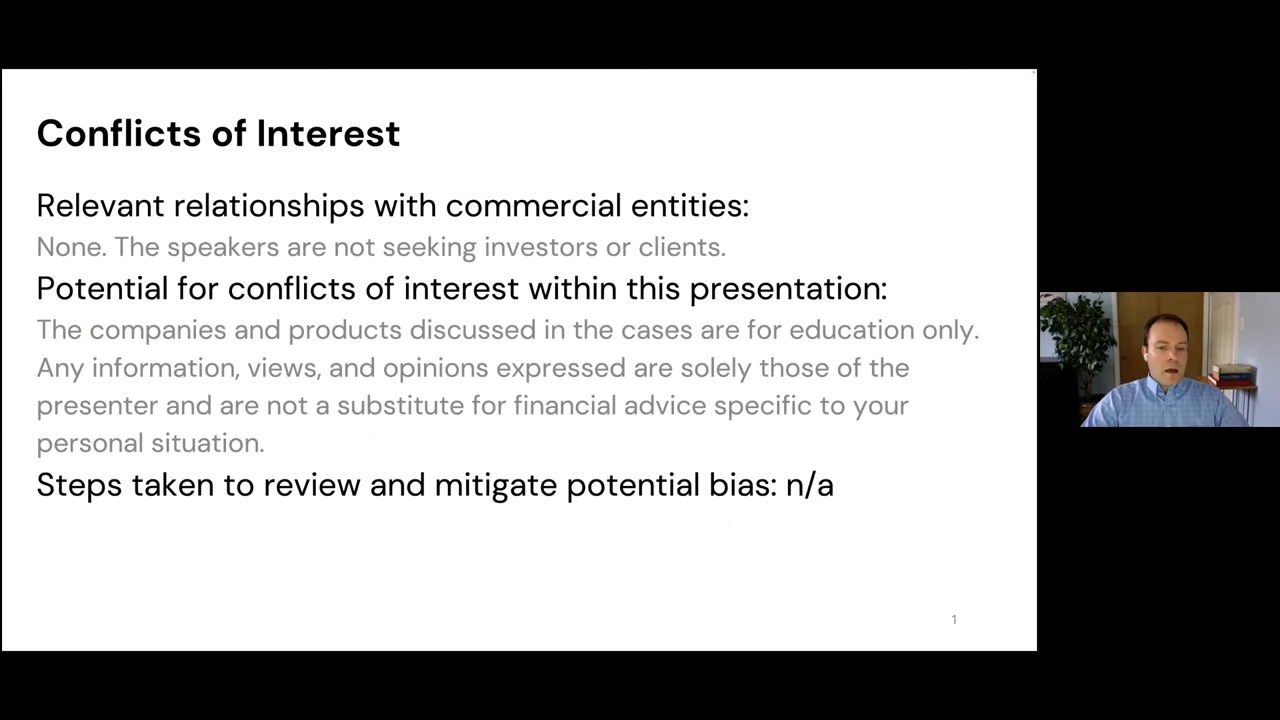 Conflicts of Interest
Relevant relationships with commercial entities:
None. The speakers are not seeking investors or clients.
Potential for conflicts of interest within this presentation:
The companies and products discussed in the cases are for education only.
Any information, views, and opinions expressed are solely those of the
presenter and are not a substitute for financial advice specific to your
personal situation.
Steps taken to review and mitigate potential bias: n/a
1